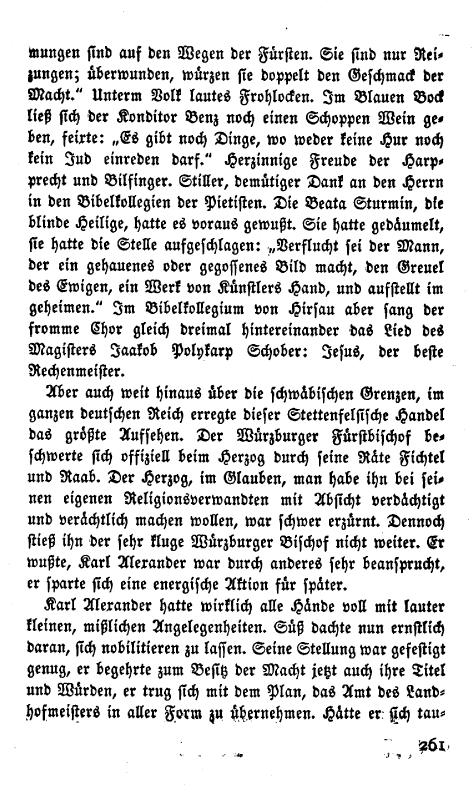 mungen sind auf den Wegen der Fürsten. Sie sind nur Rei-
zungen; überwunden, würzen sie doppelt den Geschmack der
Macht.“ Unterm Volk lautes Frohlocken. Im Blauen Bock
ließ sich der Konditor Benz noch einen Schoppen Wein ge-
ben, feixte: „Es gibt noch Dinge, wo weder keine Hur noch
kein Jud einreden darf.“ Herzinnige Freude der Harp-
precht und Bilfinger. Stiller, demütiger Dank an den Herrn
in den Bibelkollegien der Pietisten. Die Beata Sturmin, die
blinde Heilige, hatte es voraus gewußt. Sie hatte gedäumelt,
sie hatte die Stelle aufgeschlagen: „Verflucht sei der Mann,
der ein gehauenes oder gegossenes Bild macht, den Greuel
des Ewigen, ein Werk von Künstlers Hand, und aufstellt im
geheimen.“ Im Bibelkollegium von Hirsau aber sang der
fromme Chor gleich dreimal hintereinander das Lied des
Magisters Jaakob Polykarp Schober: Jesus, der beste
Rechenmeister.
Aber auch weit hinaus über die schwäbischen Grenzen, im
ganzen deutschen Reich erregte dieser Stettenfelsische Handel
das größte Aufsehen. Der Würzburger Fürstbischof be-
schwerte sich offiziell beim Herzog durch seine Räte Fichtel
und Raab. Der Herzog, im Glauben, man habe ihn bei sei-
nen eigenen Religionsverwandten mit Absicht verdächtigt
und verächtlich machen wollen, war schwer erzürnt. Dennoch
stieß ihn der sehr kluge Würzburger Bischof nicht weiter. Er
wußte, Karl Alexander war durch anderes sehr beansprucht,
er sparte sich eine energische Aktion für später.
Karl Alexander hatte wirklich alle Hände voll mit lauter
kleinen, mißlichen Angelegenheiten. Süß dachte nun ernstlich
daran, sich nobilitieren zu lassen. Seine Stellung war gefestigt
genug, er begehrte zum Besitz der Macht jetzt auch ihre Titel
und Würden, er trug sich mit dem Plan, das Amt des Land-
hofmeisters in aller Form zu übernehmen. Hätte er sich tau-
261